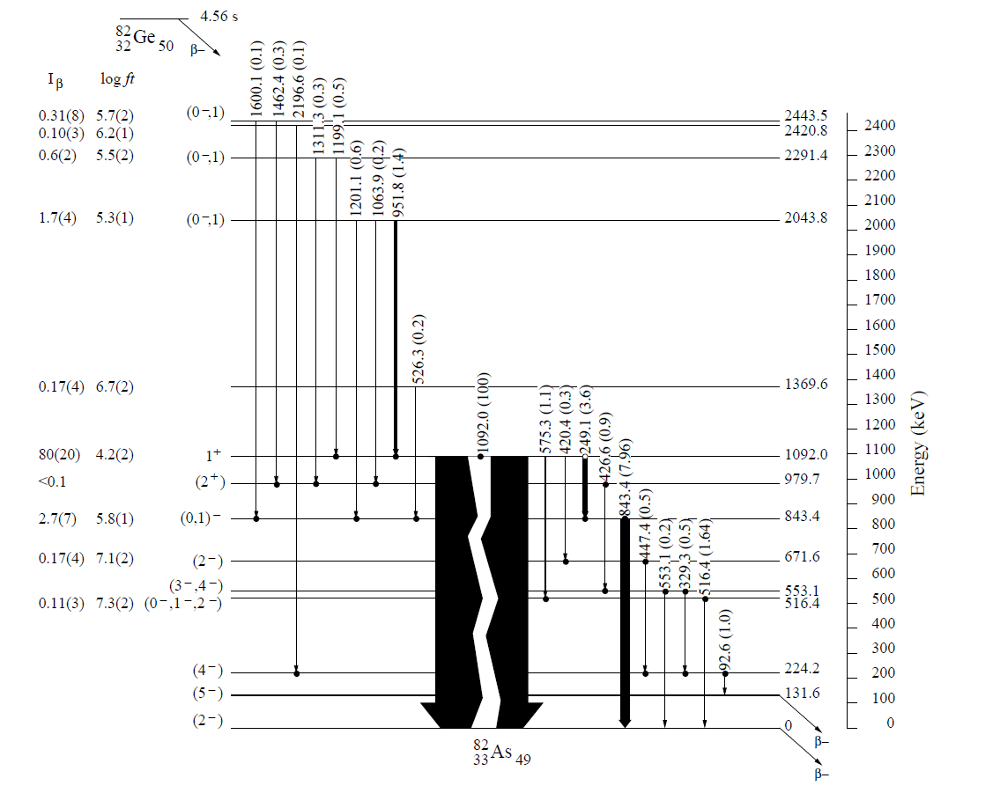 4.56 s
82
32 Ge 50
β−
Iβ log ft
1600.1 (0.1)
1462.4 (0.3)
2196.6 (0.1)
1311.3 (0.3)
1199.1 (0.5)
1201.1 (0.6)
1063.9 (0.2)
951.8 (1.4)
526.3 (0.2)
1092.0 (100)
575.3 (1.1)
420.4 (0.3)
249.1 (3.6)
426.6 (0.9)
843.4 (7.96)
447.4 (0.5)
553.1 (0.2)
329.3 (0.5)
516.4 (1.64)
92.6 (1.0)
0.31(8) 5.7(2) (0−,1) 2443.5
0.10(3) 6.2(1) 2420.8
0.6(2) 5.5(2) (0−,1) 2291.4
1.7(4) 5.3(1) (0−,1) 2043.8
0.17(4) 6.7(2) 1369.6
80(20) 4.2(2) 1+ 1092.0
<0.1 (2+) 979.7
2.7(7) 5.8(1) (0,1)− 843.4
0.17(4) 7.1(2) (2−) 671.6
(3−,4−) 553.1
0.11(3) 7.3(2) (0−,1−,2−) 516.4
(4−) 224.2
(5−) 131.6
(2−) 0
β−
β−
82
33 As 49
2400
2300
2200
2100
2000
1900
1800
1700
1600
1500
1400
1300
1200
1100
1000
900
800
700
600
500
400
300
200
100
0
Energy (keV)